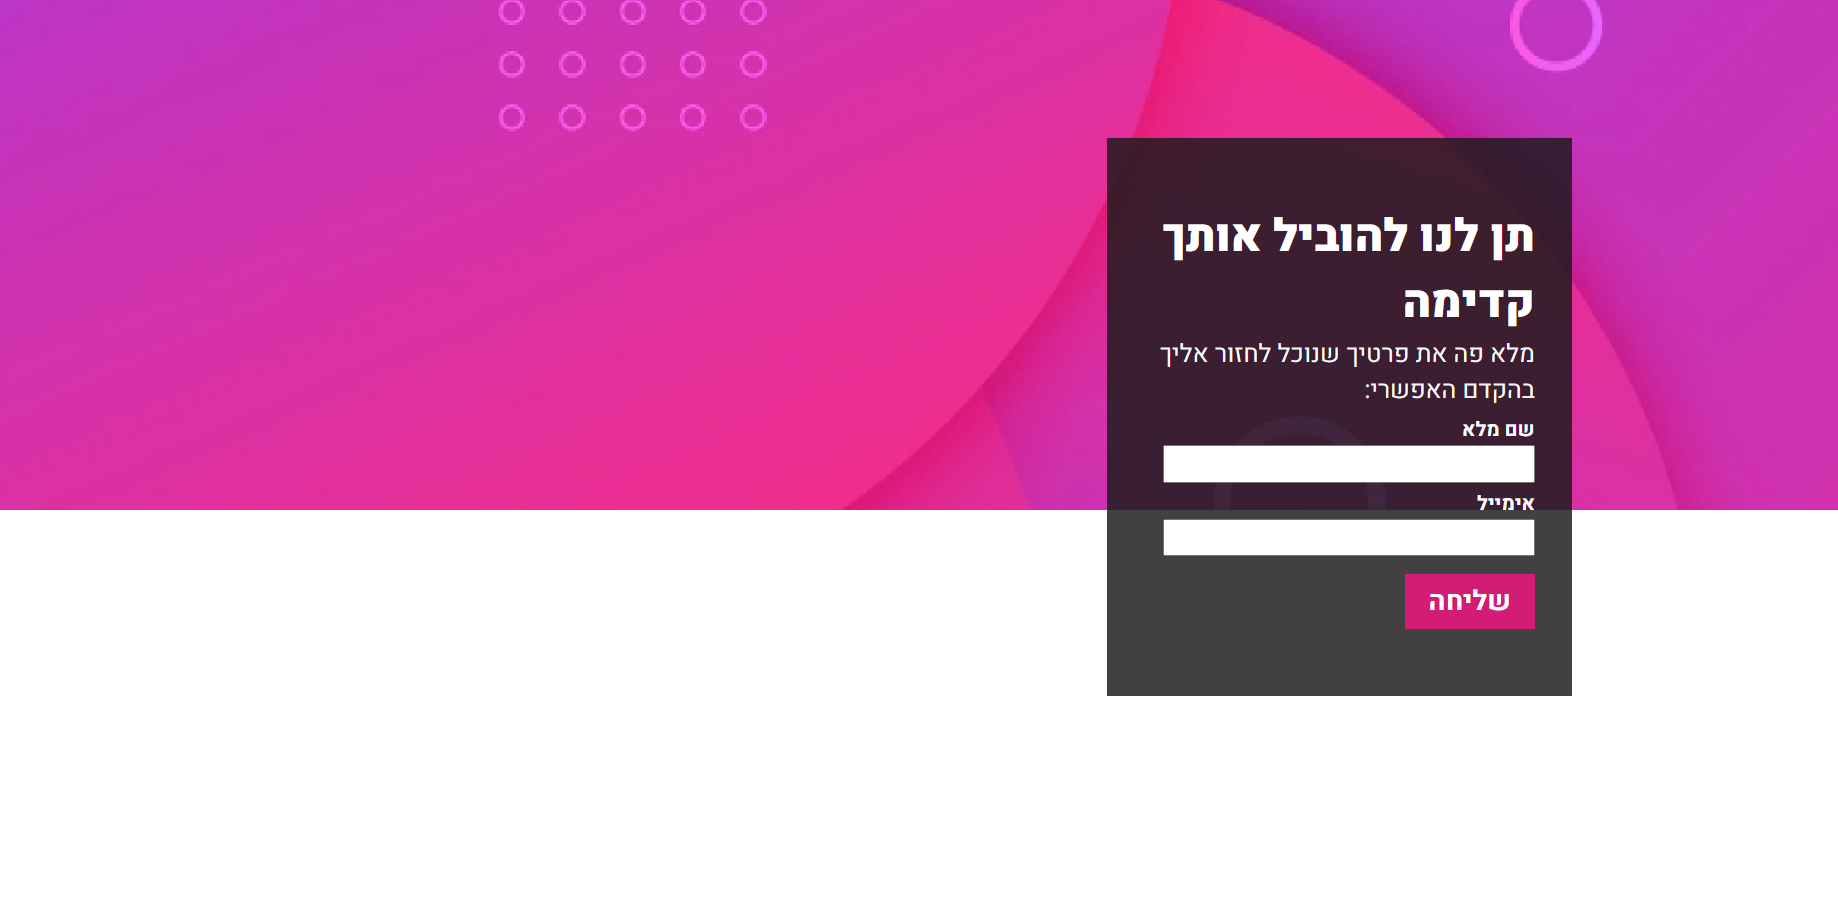 תן לנו להוביל אותך
קדימה
מלא פה את פרטיך שנוכל לחזור אליך
בהקדם האפשרי:
שם מלא
אימייל
שליחה